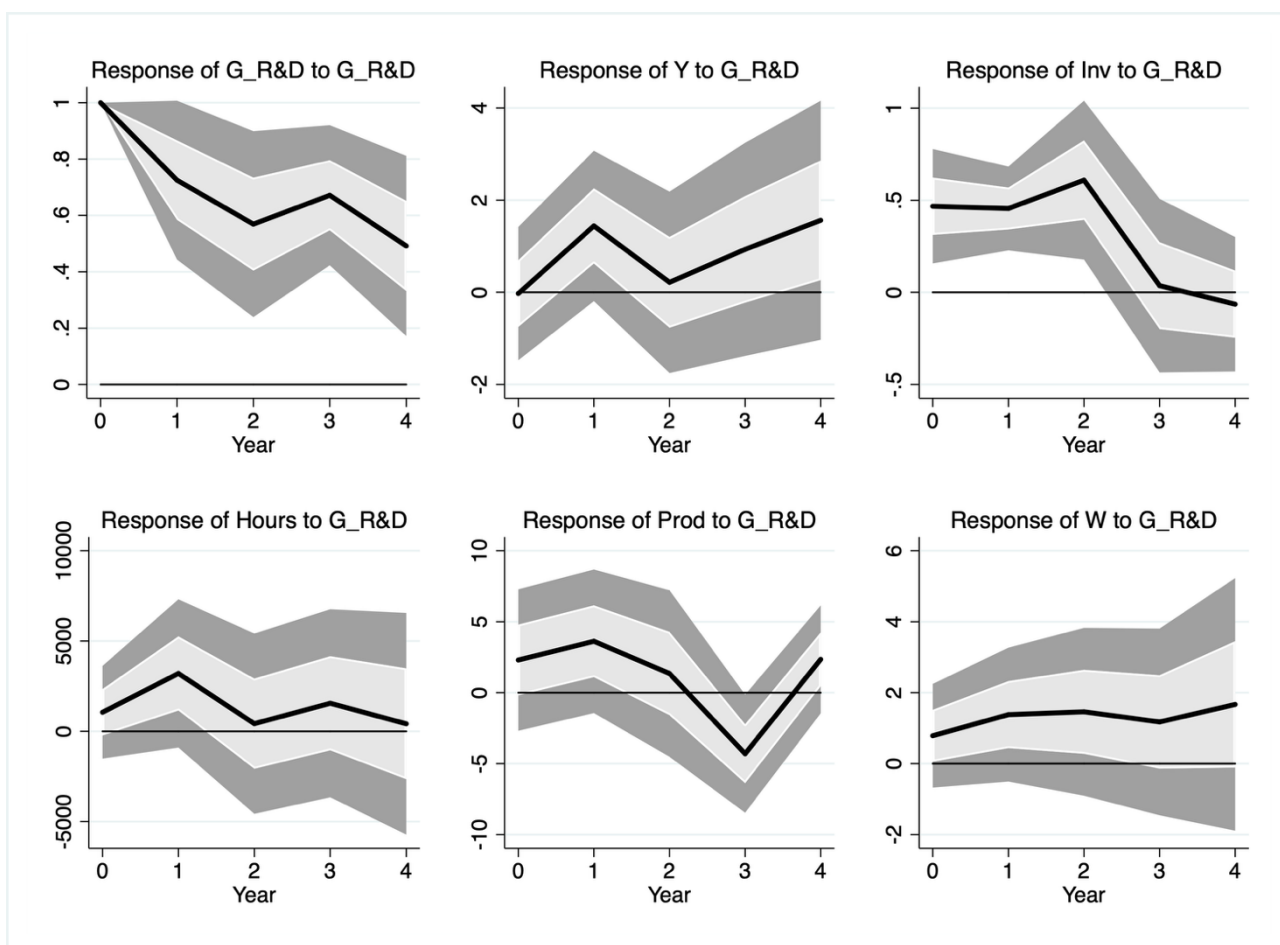 Response of G_R&D to G_R&D
1
.8
.6
.4
.2
0
0 1 2 3 4
Year
Response of Y to G_R&D
4
2
0
-2
0 1 2 3 4
Year
Response of Inv to G_R&D
1
.5
0
-.5
0 1 2 3 4
Year
Response of Hours to G_R&D
10000
5000
0
-5000
0 1 2 3 4
Year
Response of Prod to G_R&D
10
5
0
-5
-10
0 1 2 3 4
Year
Response of W to G_R&D
6
4
2
0
-2
0 1 2 3 4
Year